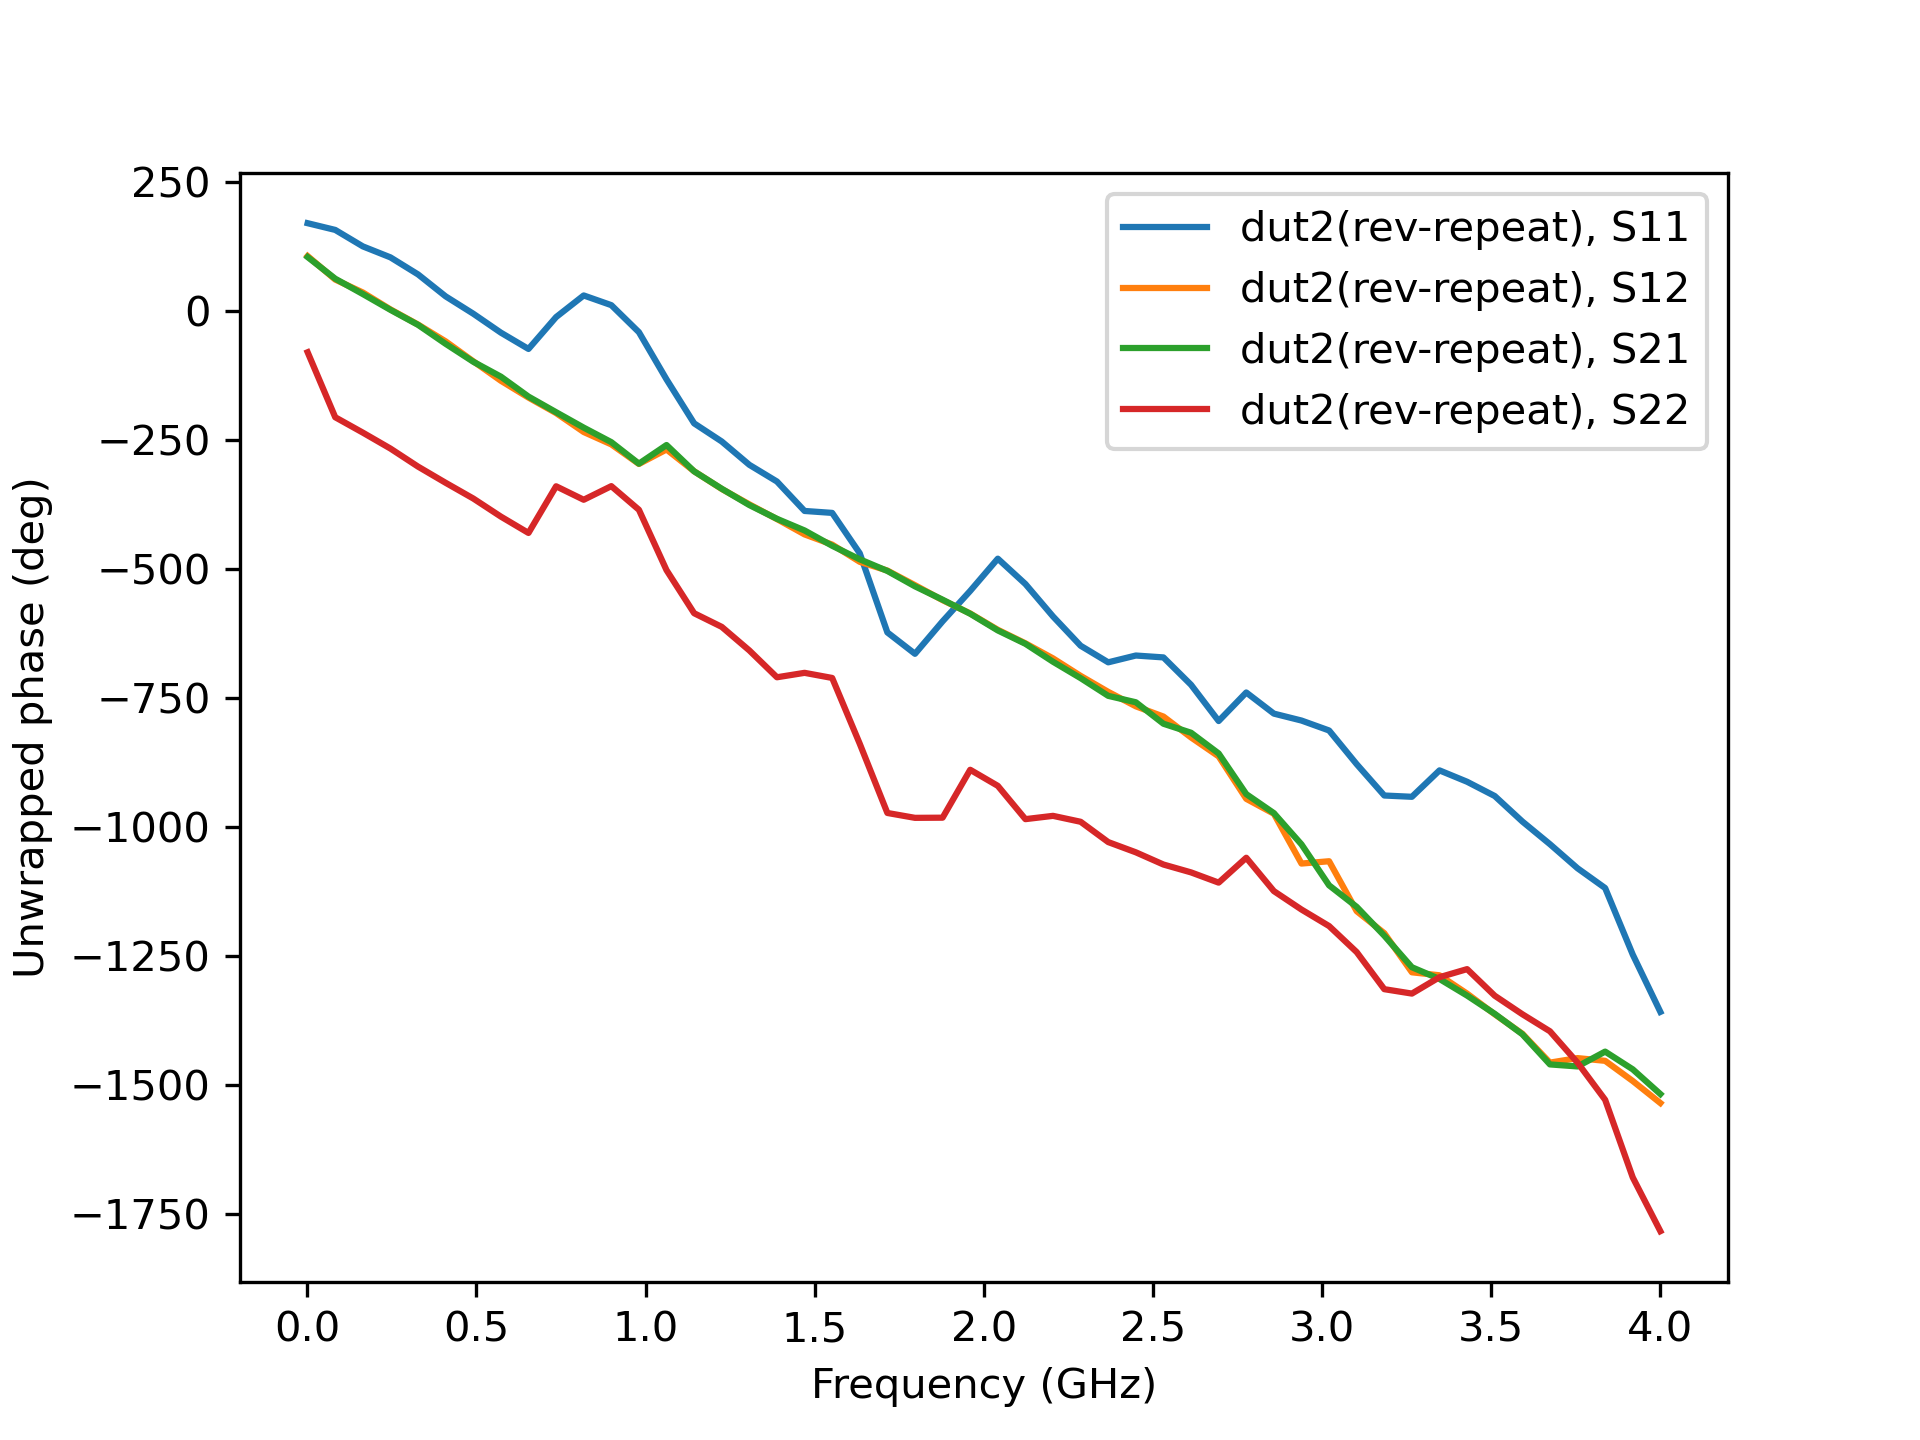 250
0
−250
−500
−750
−1000
−1250
−1500
−1750
Unwrapped phase (deg)
dut2(rev-repeat), S11
dut2(rev-repeat), S12
dut2(rev-repeat), S21
dut2(rev-repeat), S22
0.0 0.5 1.0 1.5 2.0 2.5 3.0 3.5 4.0
Frequency (GHz)